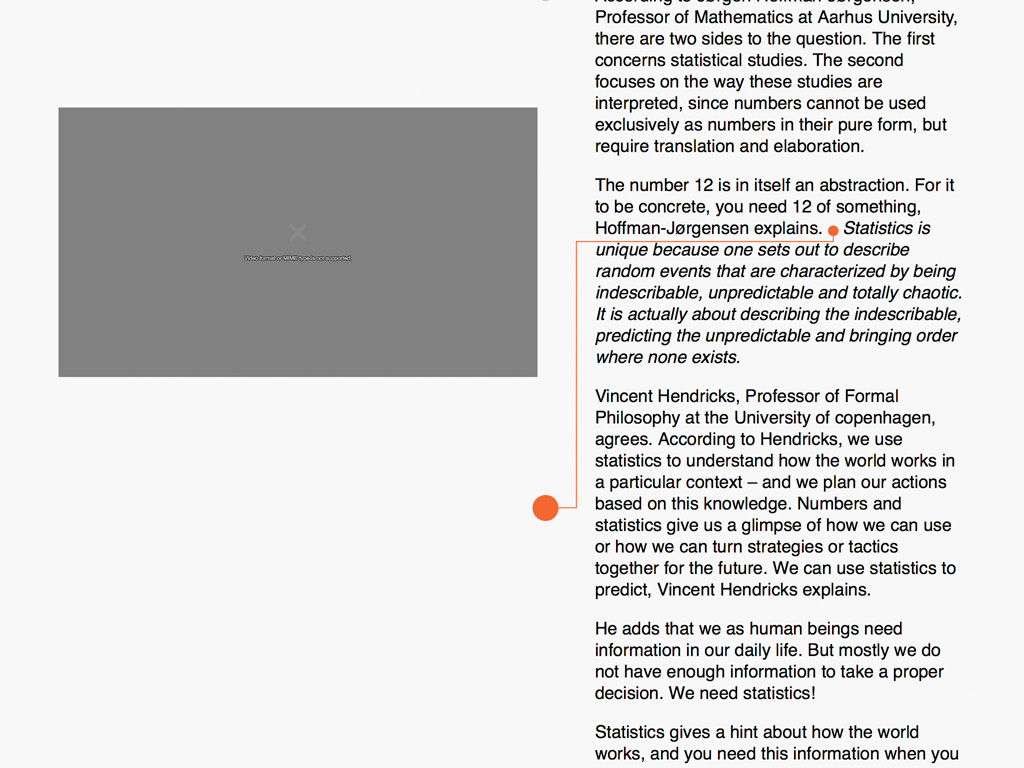 According to Jørgen Hoffman-Jørgensen,
Professor of Mathematics at Aarhus University,
there are two sides to the question. The first
concerns statistical studies. The second
focuses on the way these studies are
interpreted, since numbers cannot be used
exclusively as numbers in their pure form, but
require translation and elaboration.
The number 12 is in itself an abstraction. For it
to be concrete, you need 12 of something,
Hoffman-Jørgensen explains. Statistics is
unique because one sets out to describe
random events that are characterized by being
indescribable, unpredictable and totally chaotic.
It is actually about describing the indescribable,
predicting the unpredictable and bringing order
where none exists.
Vincent Hendricks, Professor of Formal
Philosophy at the University of copenhagen,
agrees. According to Hendricks, we use
statistics to understand how the world works in
a particular context – and we plan our actions
based on this knowledge. Numbers and
statistics give us a glimpse of how we can use
or how we can turn strategies or tactics
together for the future. We can use statistics to
predict, Vincent Hendricks explains.
He adds that we as human beings need
information in our daily life. But mostly we do
not have enough information to take a proper
decision. We need statistics!
Statistics gives a hint about how the world
works, and you need this information when you
Video format or MIME type is not supported.